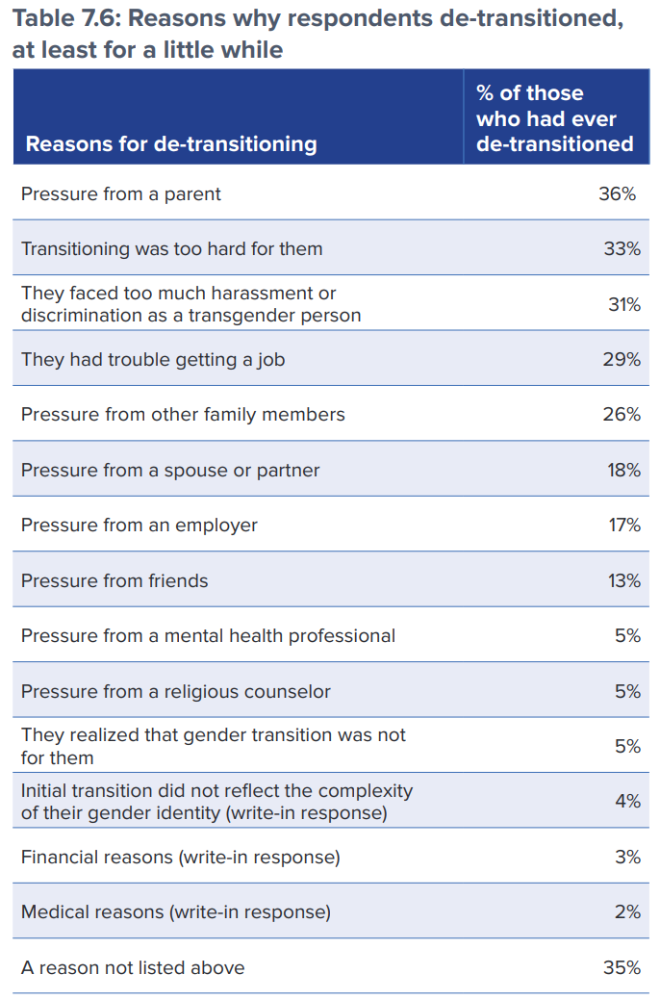 Table 7.6: Reasons why respondents de-transitioned,
at least for a little while
Reasons for de-transitioning
% of those
who had ever
de-transitioned
Pressure from a parent 36%
Transitioning was too hard for them 33%
They faced too much harassment or
discrimination as a transgender person 31%
They had trouble getting a job 29%
Pressure from other family members 26%
Pressure from a spouse or partner 18%
Pressure from an employer 17%
Pressure from friends 13%
Pressure from a mental health professional 5%
Pressure from a religious counselor 5%
They realized that gender transition was not
for them 5%
Initial transition did not reflect the complexity
of their gender identity (write-in response) 4%
Financial reasons (write-in response) 3%
Medical reasons (write-in response) 2%
A reason not listed above 35%